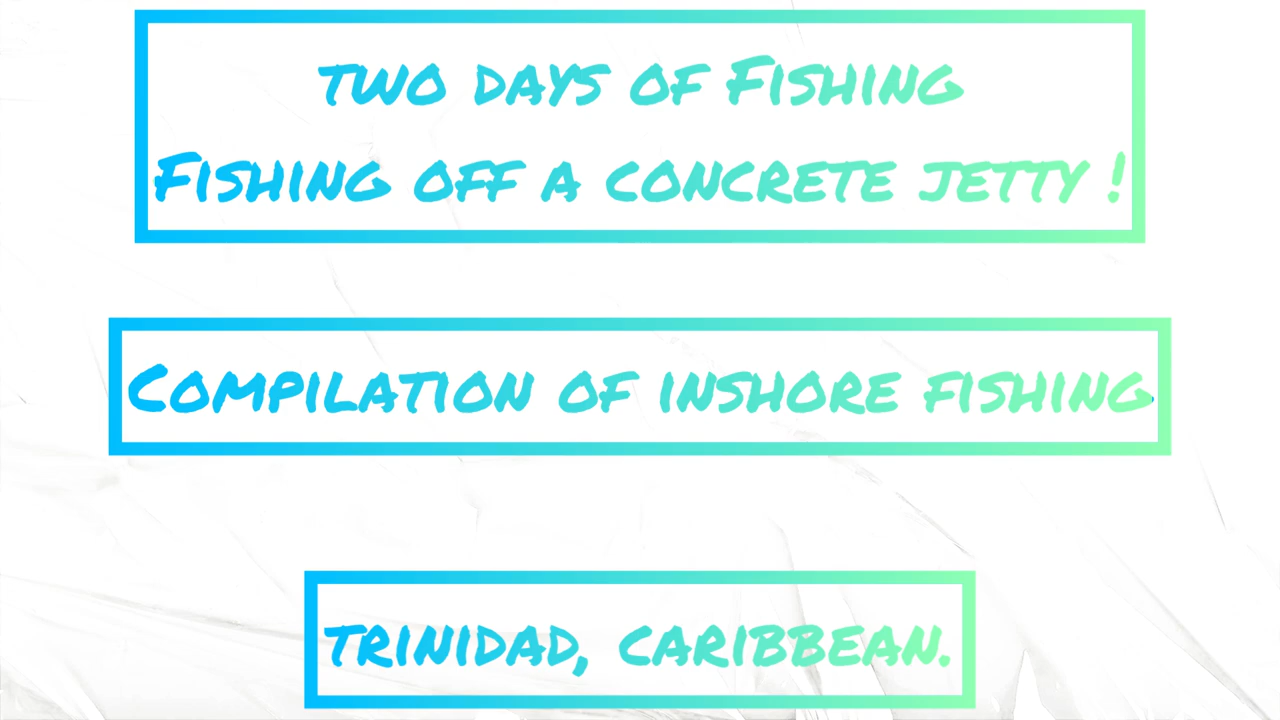 TWO DAYS OF FISHING
FISHING OFF A CONCRETE JETTY !
COMPILATION OF INSHORE FISHING.
TRINIDAD, CARIBBEAN.